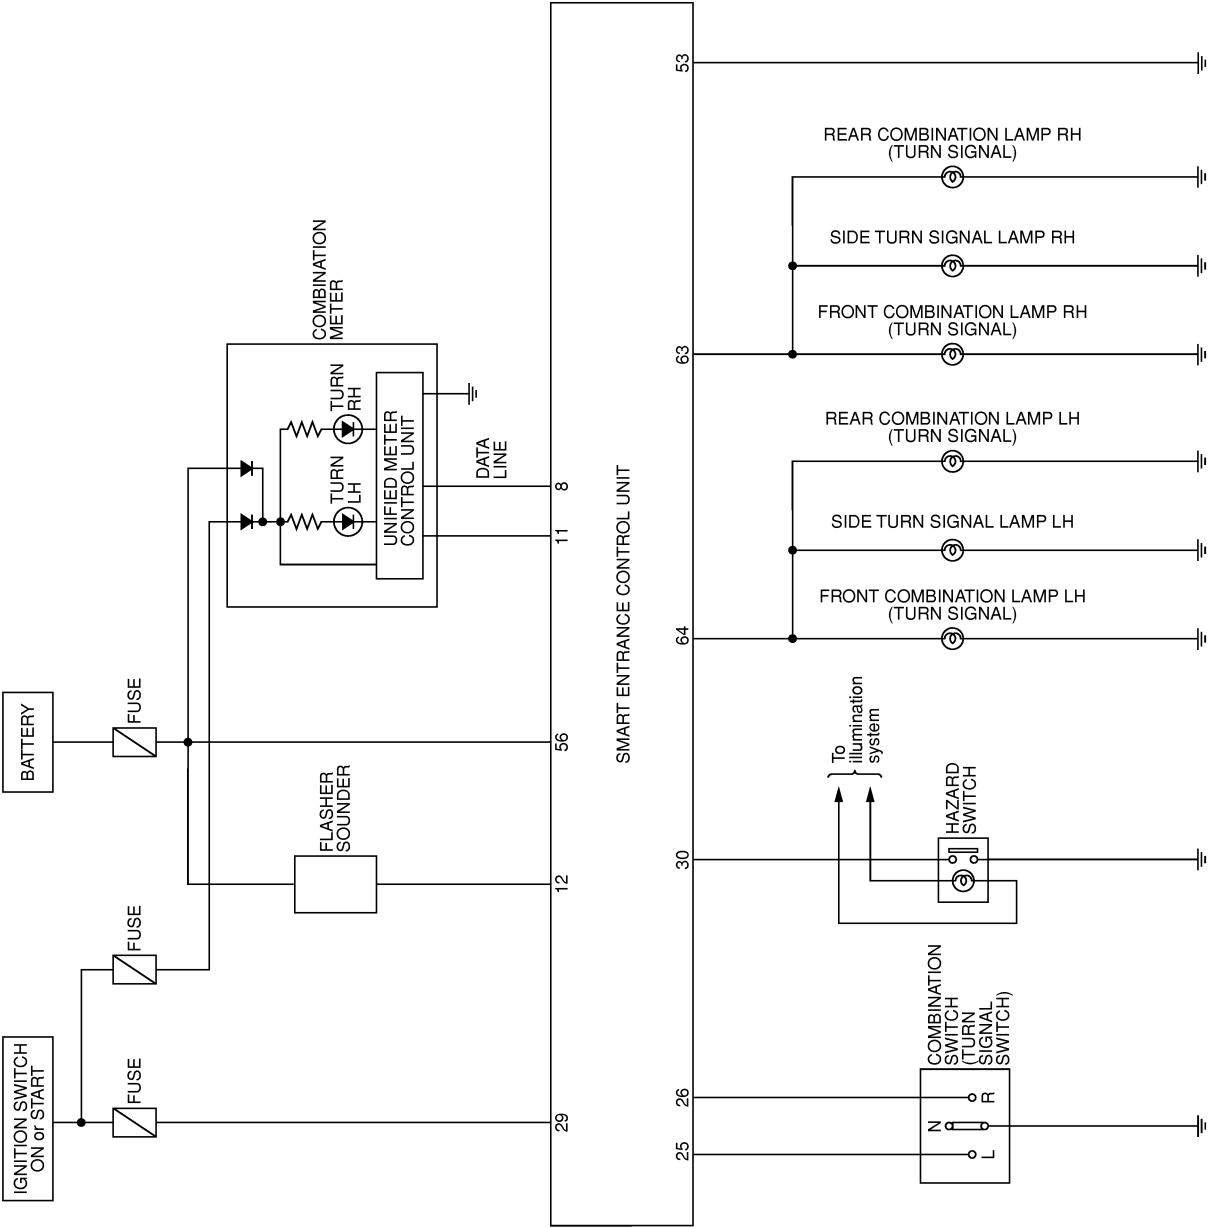 IGNITION SWITCH
ON or START
FUSE
FUSE
BATTERY
FUSE
FLASHER
SOUNDER
COMBINATION
METER
TURN
RH
TURN
LH
UNIFIED METER
CONTROL UNIT
DATA
LINE
29
12
56
11
8
SMART ENTRANCE CONTROL UNIT
53
63
64
30
26
25
REAR COMBINATION LAMP RH
(TURN SIGNAL)
SIDE TURN SIGNAL LAMP RH
FRONT COMBINATION LAMP RH
(TURN SIGNAL)
REAR COMBINATION LAMP LH
(TURN SIGNAL)
SIDE TURN SIGNAL LAMP LH
FRONT COMBINATION LAMP LH
(TURN SIGNAL)
To
illumination
system
HAZARD
SWITCH
COMBINATION
SWITCH
(TURN
SIGNAL
SWITCH)
R
N
L